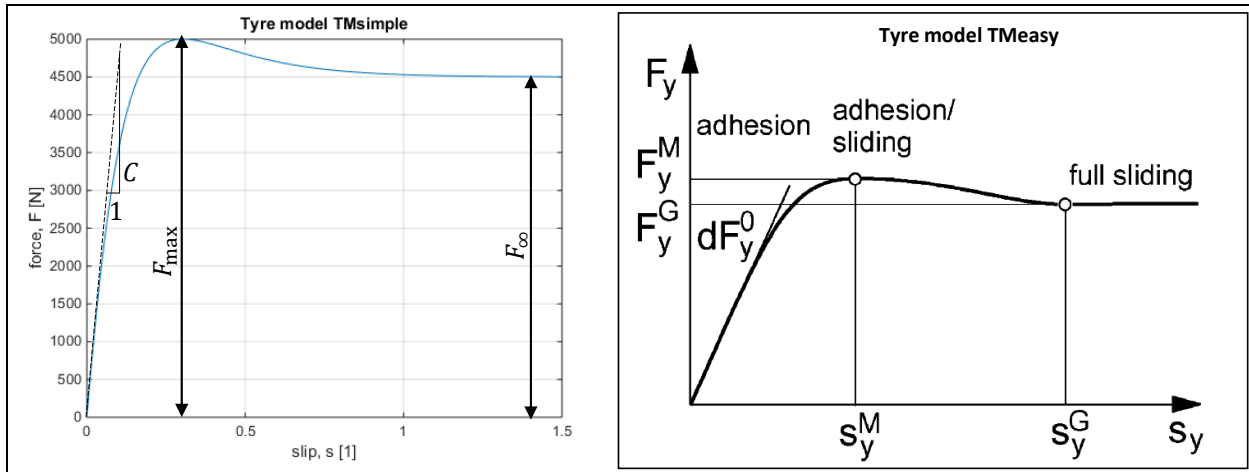 Tyre model TMsimple
5000
4500
4000
3500
3000
2500
2000
1500
1000
500
0
force, F [N]
C
1
F_max
F_∞
0
0.5
1
1.5
slip, s [1]
Tyre model TMeasy
F_y
adhesion
adhesion/
sliding
F_y^M
full sliding
F_y^G
dF_y^0
s_y^M
s_y^G
s_y